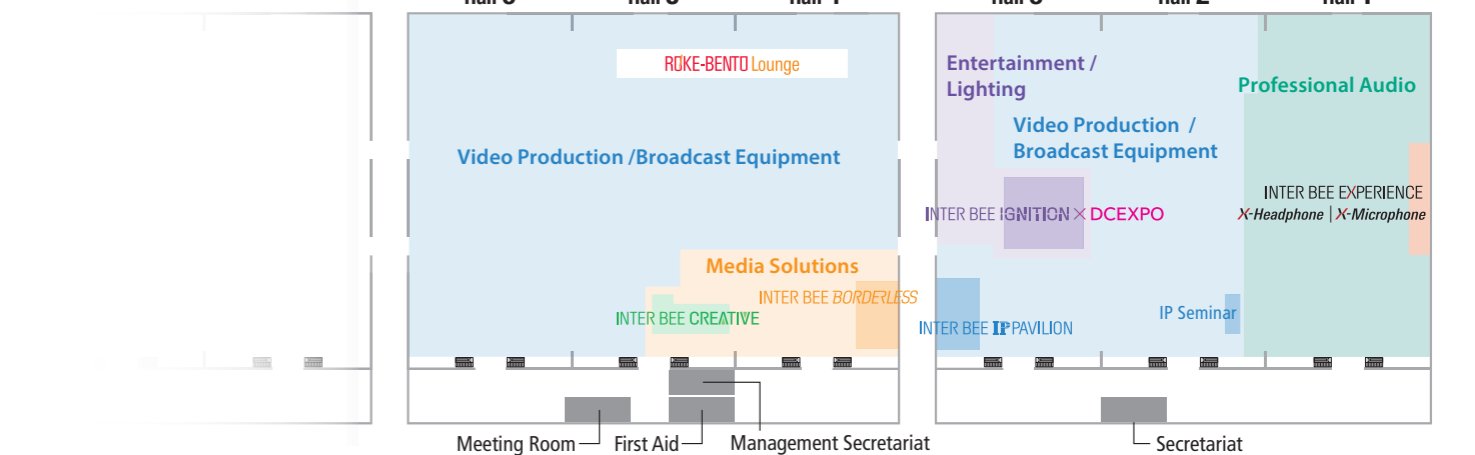 ROKE-BENTO Lounge
Entertainment /
Lighting
Professional Audio
Video Production /
Broadcast Equipment
Video Production /Broadcast Equipment
INTER BEE EXPERIENCE
X-Headphone | X-Microphone
INTER BEE IGNITION × DCEXPO
Media Solutions
INTER BEE BORDERLESS
INTER BEE CREATIVE
IP Seminar
INTER BEE IP PAVILION
Meeting Room
First Aid
Management Secretariat
Secretariat